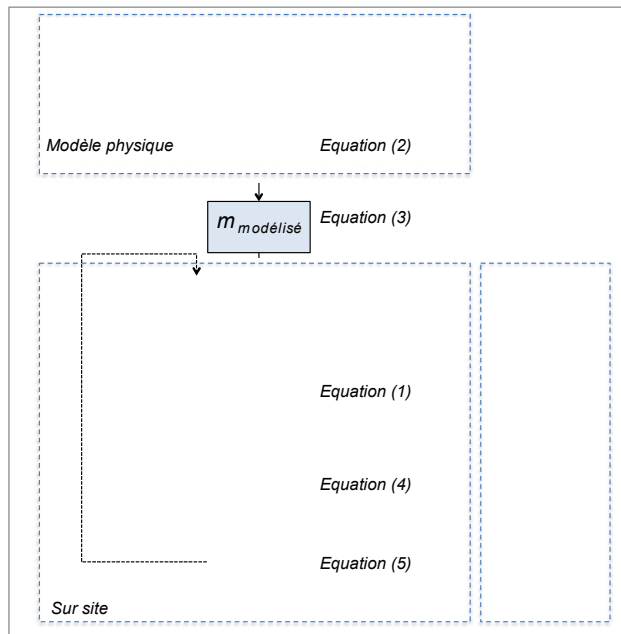 Modèle physique Equation (2)
m modélisé Equation (3)
Equation (1)
Equation (4)
Equation (5)
Sur site